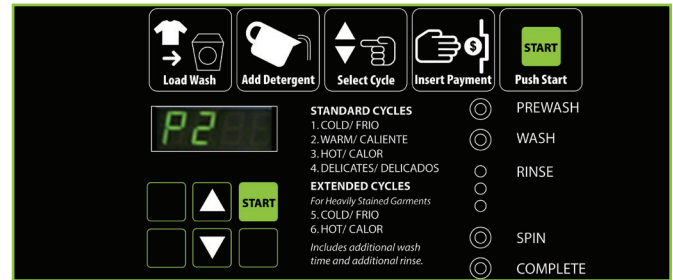 $
START
Load Wash
Add Detergent
Select Cycle
Insert Payment
Push Start
P2
STANDARD CYCLES
1. COLD/ FRIO
2. WARM/ CALIENTE
3. HOT/ CALOR
4. DELICATES/ DELICADOS
EXTENDED CYCLES
For Heavily Stained Garments
5. COLD/ FRIO
6. HOT/ CALOR
Includes additional wash
time and additional rinse.
START
PREWASH
WASH
RINSE
SPIN
COMPLETE